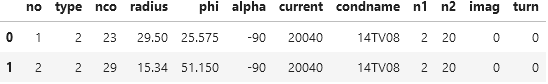 no type nco radius phi alpha current condname n1 n2 imag turn
0 1 2 23 29.50 25.575 -90 20040 14TV08 2 20 0 0
1 2 2 29 15.34 51.150 -90 20040 14TV08 2 20 0 0